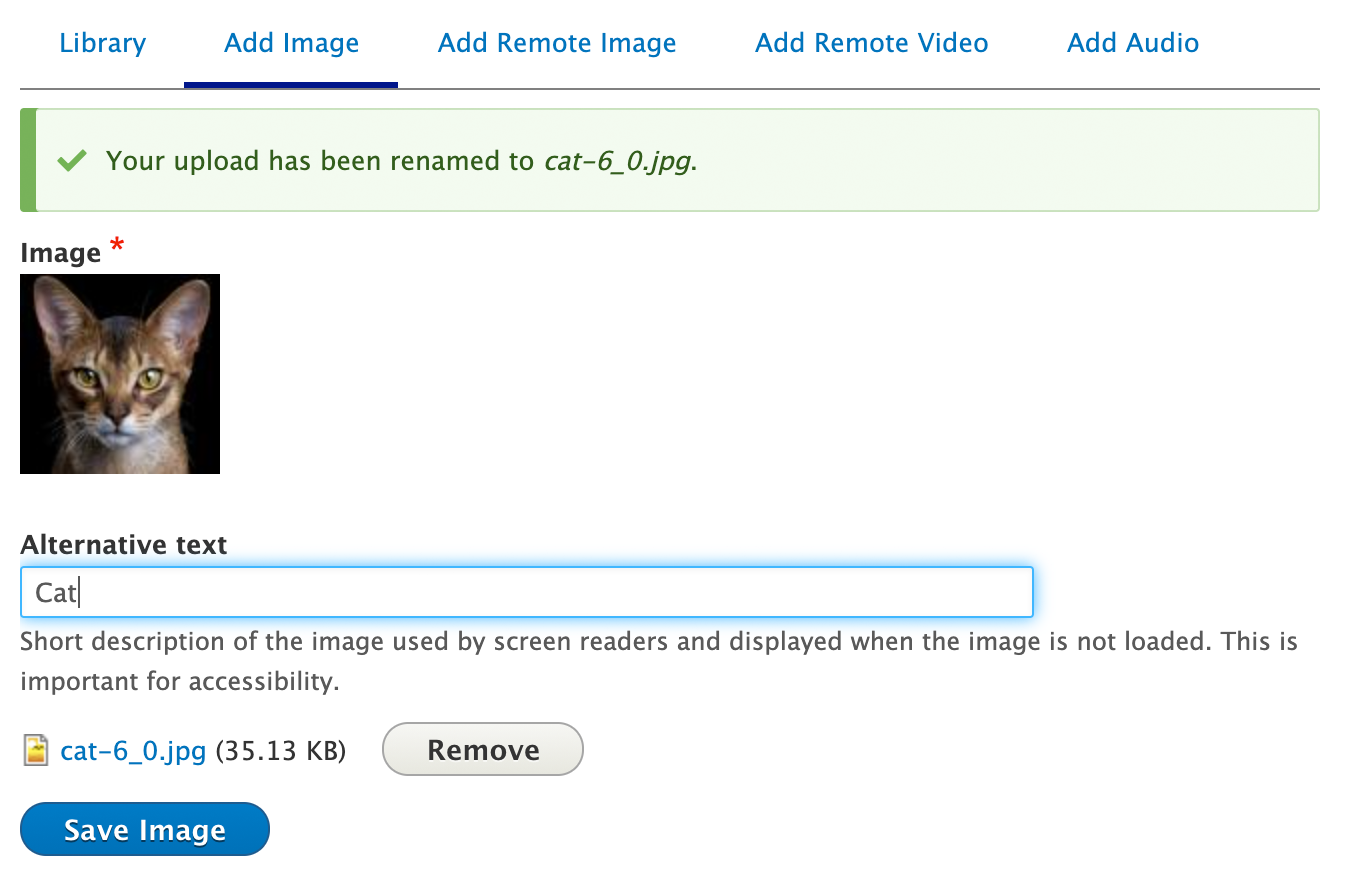 Library Add Image Add Remote Image Add Remote Video Add Audio
Your upload has been renamed to cat-6_0.jpg.
Image *
Alternative text
Cat
Short description of the image used by screen readers and displayed when the image is not loaded. This is
important for accessibility.
cat-6_0.jpg (35.13 KB) Remove
Save Image